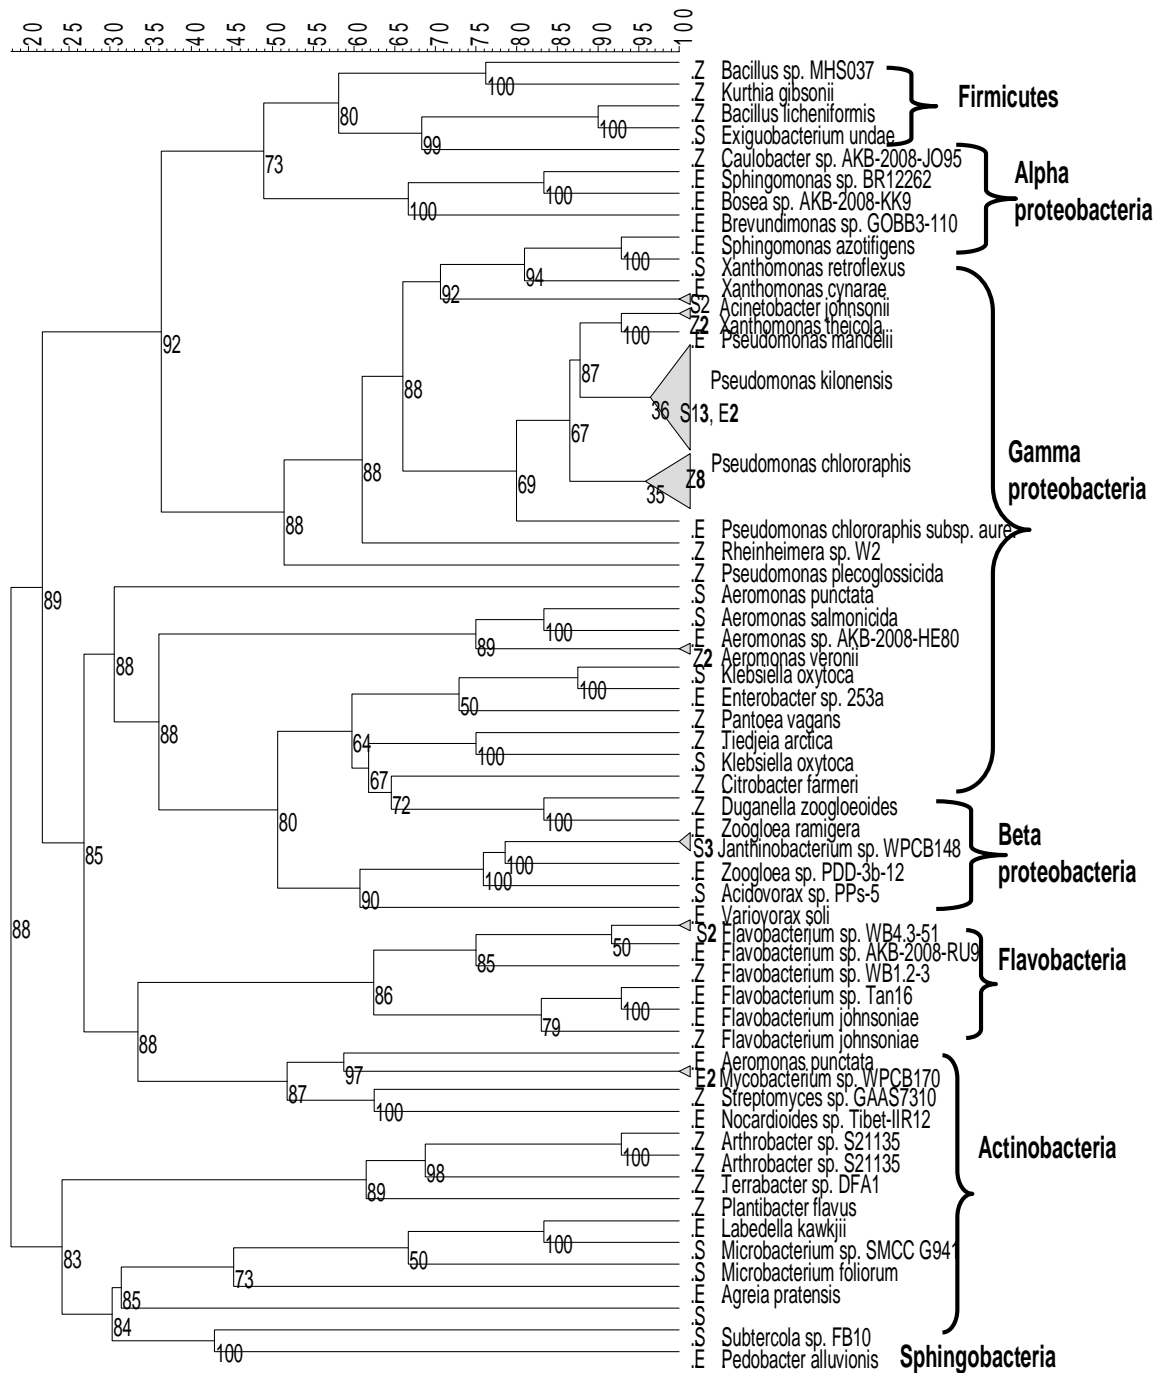 20 25 30 35 40 45 50 55 60 65 70 75 80 85 90 95 100
.Z Bacillus sp. MHS037
100
.Z Kurthia gibsonii
Firmicutes
80
.Z Bacillus licheniformis
100
.S Exiguobacterium undae
99
73
.Z Caulobacter sp. AKB-2008-JO95
Alpha
proteobacteria
.E Sphingomonas sp. BR12262
100
.E Bosea sp. AKB-2008-KK9
100
.E Brevundimonas sp. GOBB3-110
.E Sphingomonas azotifigens
100
.S Xanthomonas retroflexus
94
.E Xanthomonas cynarae
92
S2 Acinetobacter johnsonii
Z2 Xanthomonas theicola
100
.E Pseudomonas mandelii
92
87
88
Pseudomonas kilonensis
36 S13, E2
67
Gamma
proteobacteria
Pseudomonas chlororaphis
88
69
35 Z8
88
.E Pseudomonas chlororaphis subsp. aure.
.Z Rheinheimera sp. W2
.Z Pseudomonas plecoglossicida
89
.S Aeromonas punctata
.S Aeromonas salmonicida
100
.E Aeromonas sp. AKB-2008-HE80
89
88
Z2 Aeromonas veronii
.S Klebsiella oxytoca
100
.E Enterobacter sp. 253a
50
.Z Pantoea vagans
88
64
.Z Tiedjeia arctica
100
.S Klebsiella oxytoca
67
.Z Citrobacter farmeri
72
.Z Duganella zoogloeoides
100
80
.E Zoogloea ramigera
Beta
proteobacteria
85
S3 Janthinobacterium sp. WPCB148
100
.E Zoogloea sp. PDD-3b-12
100
.S Acidovorax sp. PPs-5
90
.E Variovorax soli
88
S2 Flavobacterium sp. WB4.3-51
50
.E Flavobacterium sp. AKB-2008-RU9
Flavobacteria
85
.Z Flavobacterium sp. WB1.2-3
86
.E Flavobacterium sp. Tan16
100
.E Flavobacterium johnsoniae
79
.Z Flavobacterium johnsoniae
88
.E Aeromonas punctata
97
E2 Mycobacterium sp. WPCB170
87
.Z Streptomyces sp. GAAS7310
100
.E Nocardioides sp. Tibet-IIR12
.Z Arthrobacter sp. S21135
Actinobacteria
100
.Z Arthrobacter sp. S21135
98
.Z Terrabacter sp. DFA1
89
.Z Plantibacter flavus
.E Labedella kawkjii
100
83
.S Microbacterium sp. SMCC G941
50
.S Microbacterium foliorum
73
.E Agreia pratensis
85
.S
84
.S Subtercola sp. FB10
100
.E Pedobacter alluvionis
Sphingobacteria